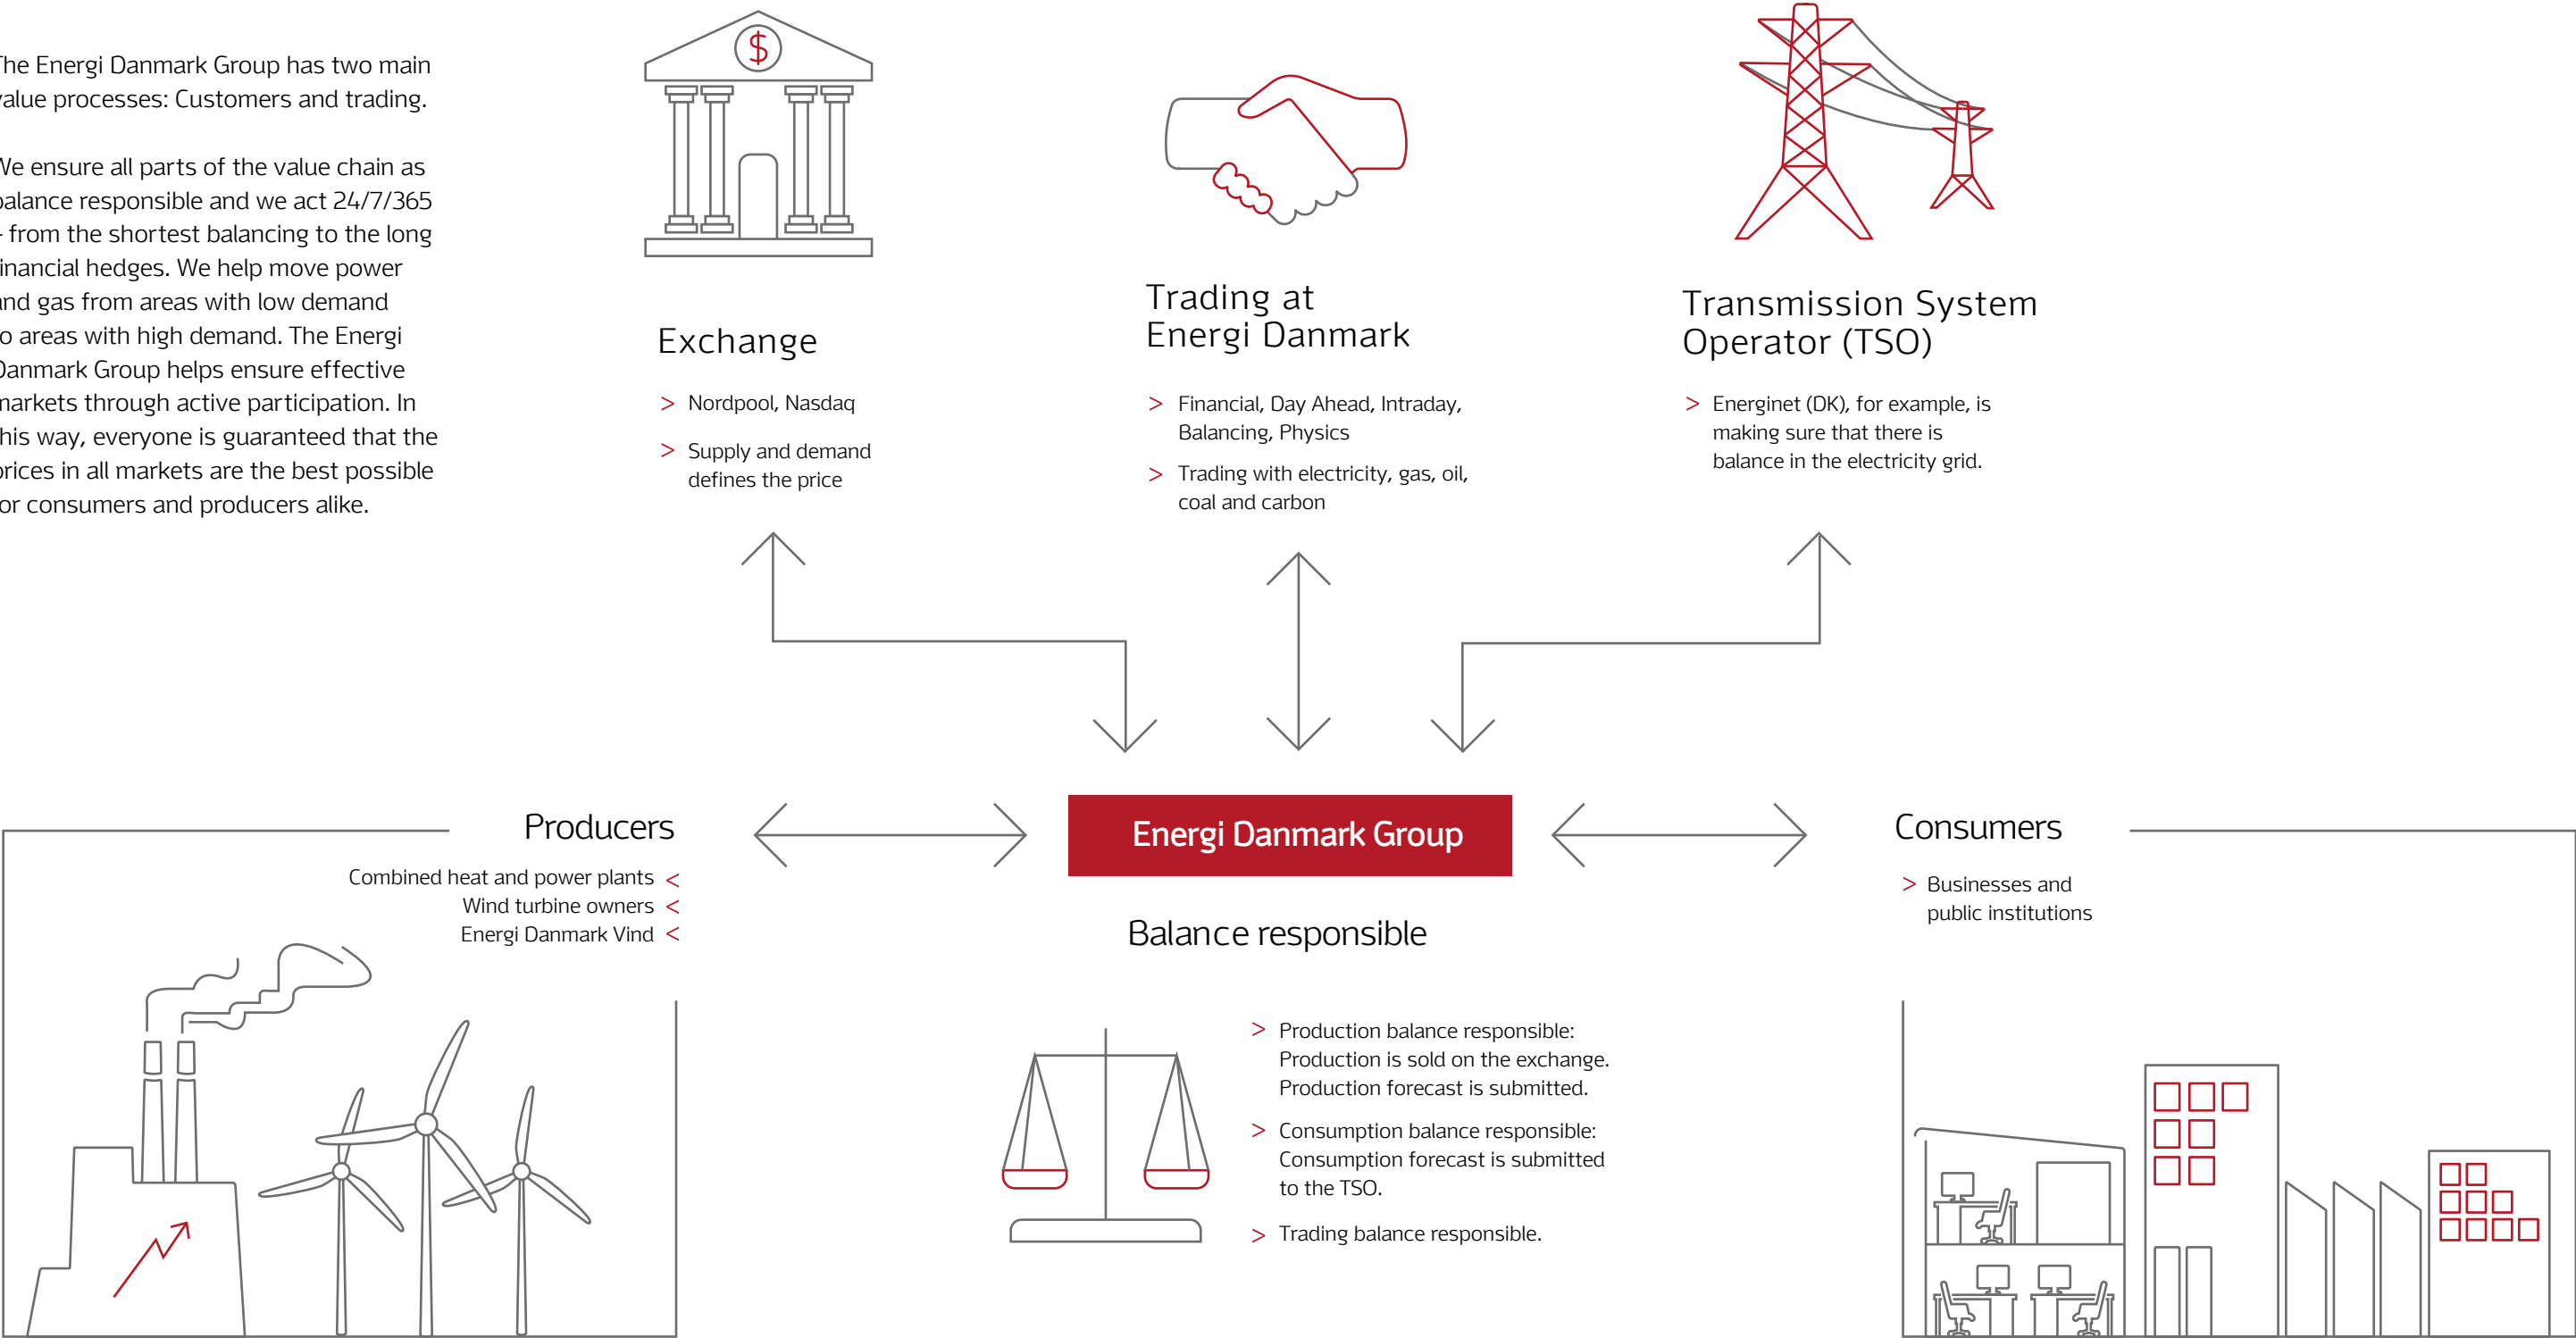 The Energi Danmark Group has two main
value processes: Customers and trading.
We ensure all parts of the value chain as
balance responsible and we act 24/7/365
- from the shortest balancing to the long
financial hedges. We help move power
and gas from areas with low demand
to areas with high demand. The Energi
Danmark Group helps ensure effective
markets through active participation. In
this way, everyone is guaranteed that the
prices in all markets are the best possible
for consumers and producers alike.
$
Exchange
> Nordpool, Nasdaq
> Supply and demand
defines the price
Trading at
Energi Danmark
> Financial, Day Ahead, Intraday,
Balancing, Physics
> Trading with electricity, gas, oil,
coal and carbon
Transmission System
Operator (TSO)
> Energinet (DK), for example, is
making sure that there is
balance in the electricity grid.
Producers
Combined heat and power plants <
Wind turbine owners <
Energi Danmark Vind <
Energi Danmark Group
Balance responsible
> Production balance responsible:
Production is sold on the exchange.
Production forecast is submitted.
> Consumption balance responsible:
Consumption forecast is submitted
to the TSO.
> Trading balance responsible.
Consumers
> Businesses and
public institutions